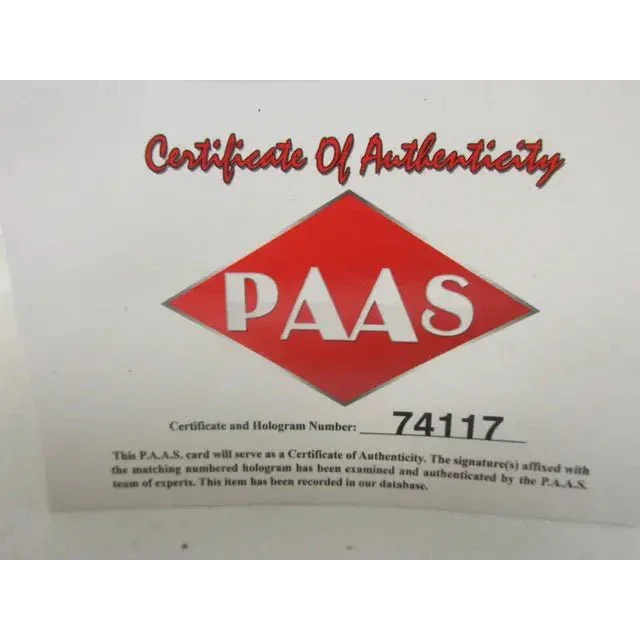 Certificate Of Authenticity
PAAS
Certificate and Hologram Number: 74117
This P.A.A.S. card will serve as a Certificate of Authenticity. The signature(s) affixed with
the matching numbered hologram has been examined and authenticated by the P.A.A.S.
team of experts. This item has been recorded in our database.